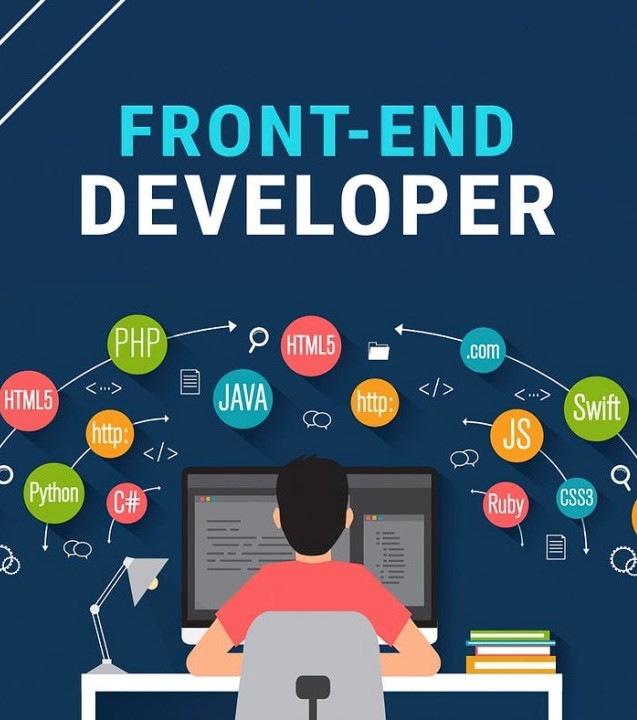 FRONT-END
DEVELOPER
PHP
HTML5
.com
HTML5
JAVA
http:
Swift
http:
JS
Python
C#
Ruby
CSS3